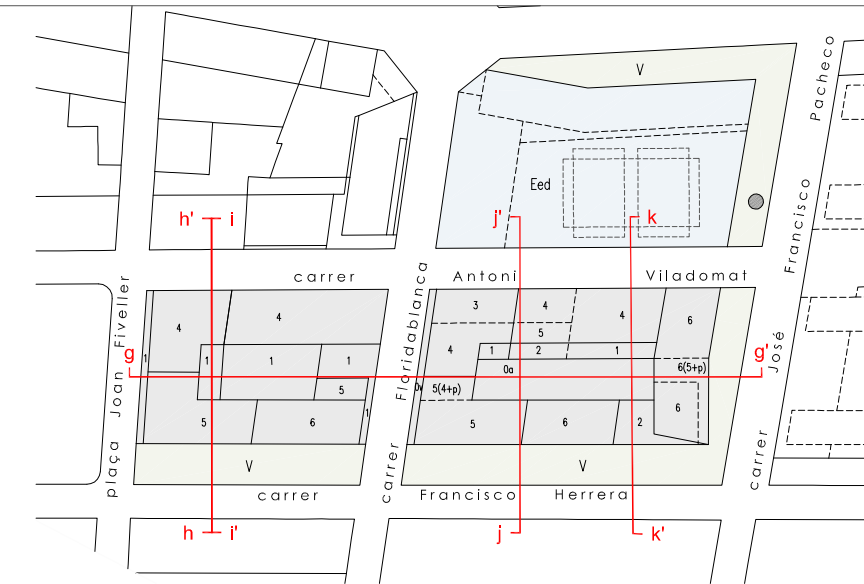 V
Pacheco
Eed
Francisco
h'
i
j'
k
carrer
Antoni
Viladomat
José
Floridablanca
plaça Joan Fiveller
3
4
4
4
4
6
5
g
1
1
1
1
4
1
2
1
g'
0a
6(5+p)
5
5(4+p)
6
1
5
6
5
6
2
V
V
carrer
carrer
carrer
Francisco
Herrera
h
i'
j
k'